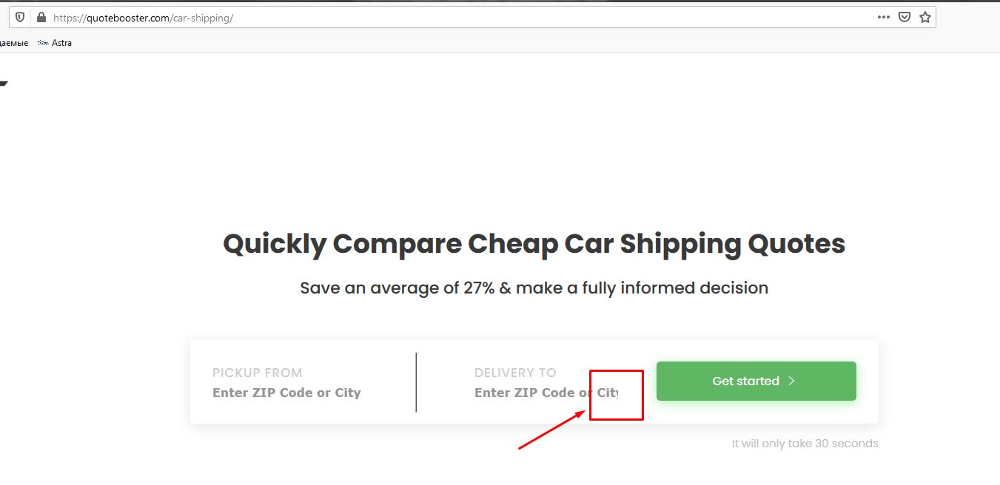 https://quotebooster.com/car-shipping/
Astra
Quickly Compare Cheap Car Shipping Quotes
Save an average of 27% & make a fully informed decision
PICKUP FROM
Enter ZIP Code or City
DELIVERY TO
Enter ZIP Code or City
Get started
It will only take 30 seconds